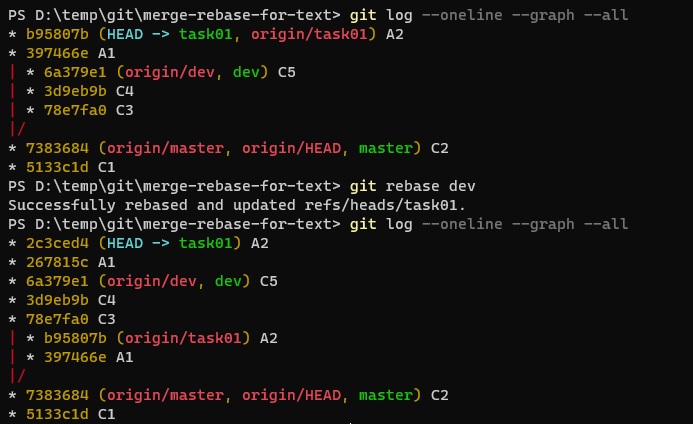 PS D:\temp\git\merge-rebase-for-text> git log --oneline --graph --all
* b95807b (HEAD -> task01, origin/task01) A2
* 397466e A1
| * 6a379e1 (origin/dev, dev) C5
| * 3d9eb9b C4
| * 78e7fa0 C3
|/
* 7383684 (origin/master, origin/HEAD, master) C2
* 5133c1d C1
PS D:\temp\git\merge-rebase-for-text> git rebase dev
Successfully rebased and updated refs/heads/task01.
PS D:\temp\git\merge-rebase-for-text> git log --oneline --graph --all
* 2c3ced4 (HEAD -> task01) A2
* 267815c A1
* 6a379e1 (origin/dev, dev) C5
* 3d9eb9b C4
* 78e7fa0 C3
| * b95807b (origin/task01) A2
| * 397466e A1
|/
* 7383684 (origin/master, origin/HEAD, master) C2
* 5133c1d C1